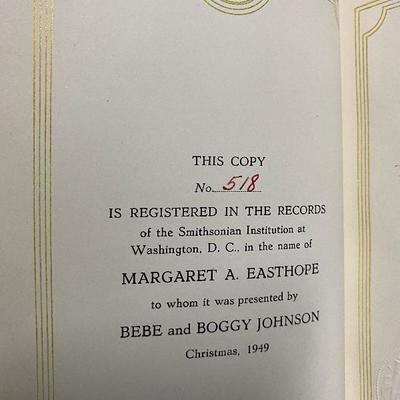 THIS COPY
No. 518
IS REGISTERED IN THE RECORDS
of the Smithsonian Institution at
Washington, D. C., in the name of
MARGARET A. EASTHOPE
to whom it was presented by
BEBE and BOGGY JOHNSON
Christmas, 1949